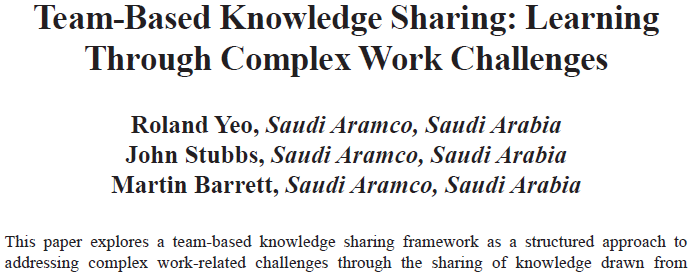 Team-Based Knowledge Sharing: Learning
Through Complex Work Challenges
Roland Yeo, Saudi Aramco, Saudi Arabia
John Stubbs, Saudi Aramco, Saudi Arabia
Martin Barrett, Saudi Aramco, Saudi Arabia
This paper explores a team-based knowledge sharing framework as a structured approach to
addressing complex work-related challenges through the sharing of knowledge drawn from